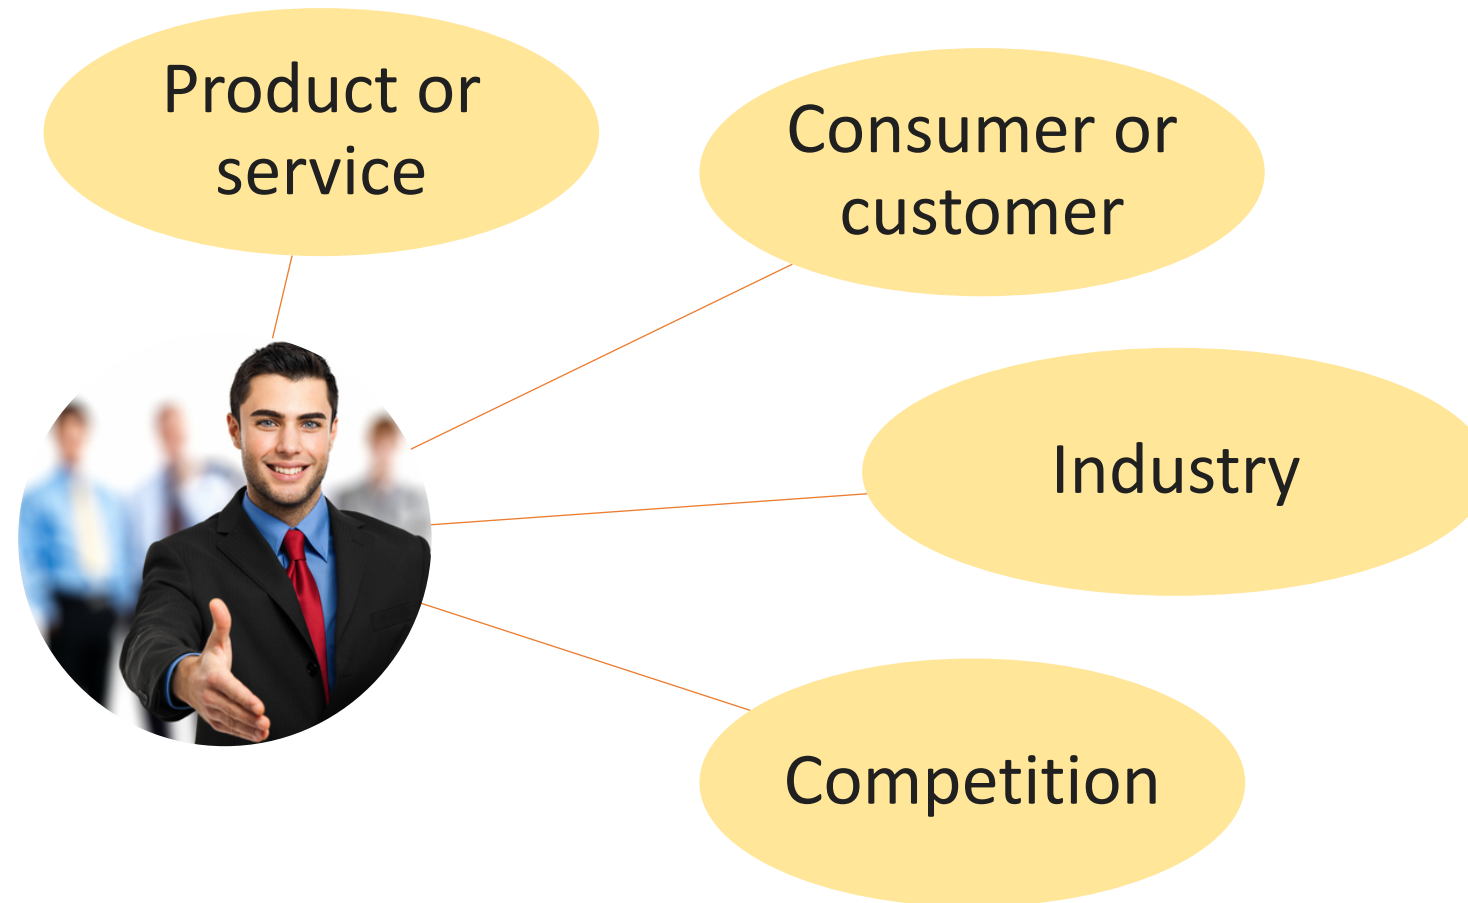 Product or
service
Consumer or
customer
Industry
Competition